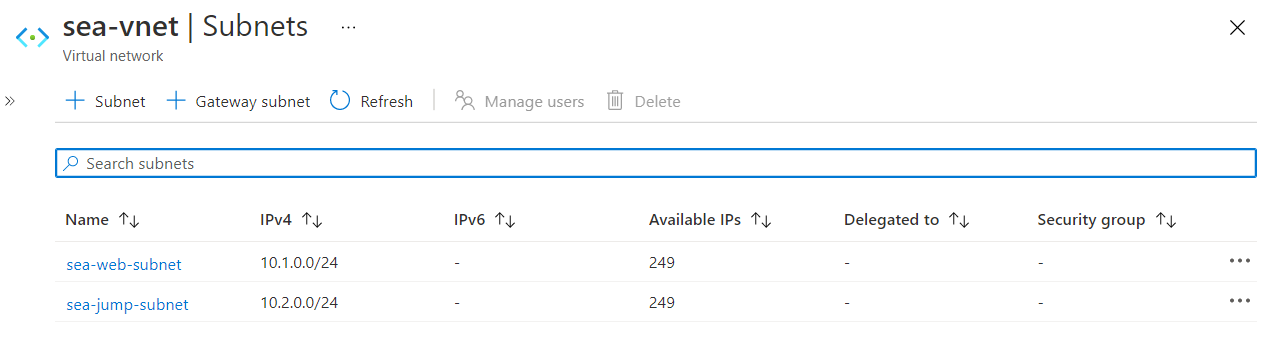 sea-vnet | Subnets ...
Virtual network
Subnet Gateway subnet Refresh Manage users Delete
Search subnets
Name IPv4 IPv6 Available IPs Delegated to Security group
sea-web-subnet 10.1.0.0/24 - 249 - -
sea-jump-subnet 10.2.0.0/24 - 249 - -